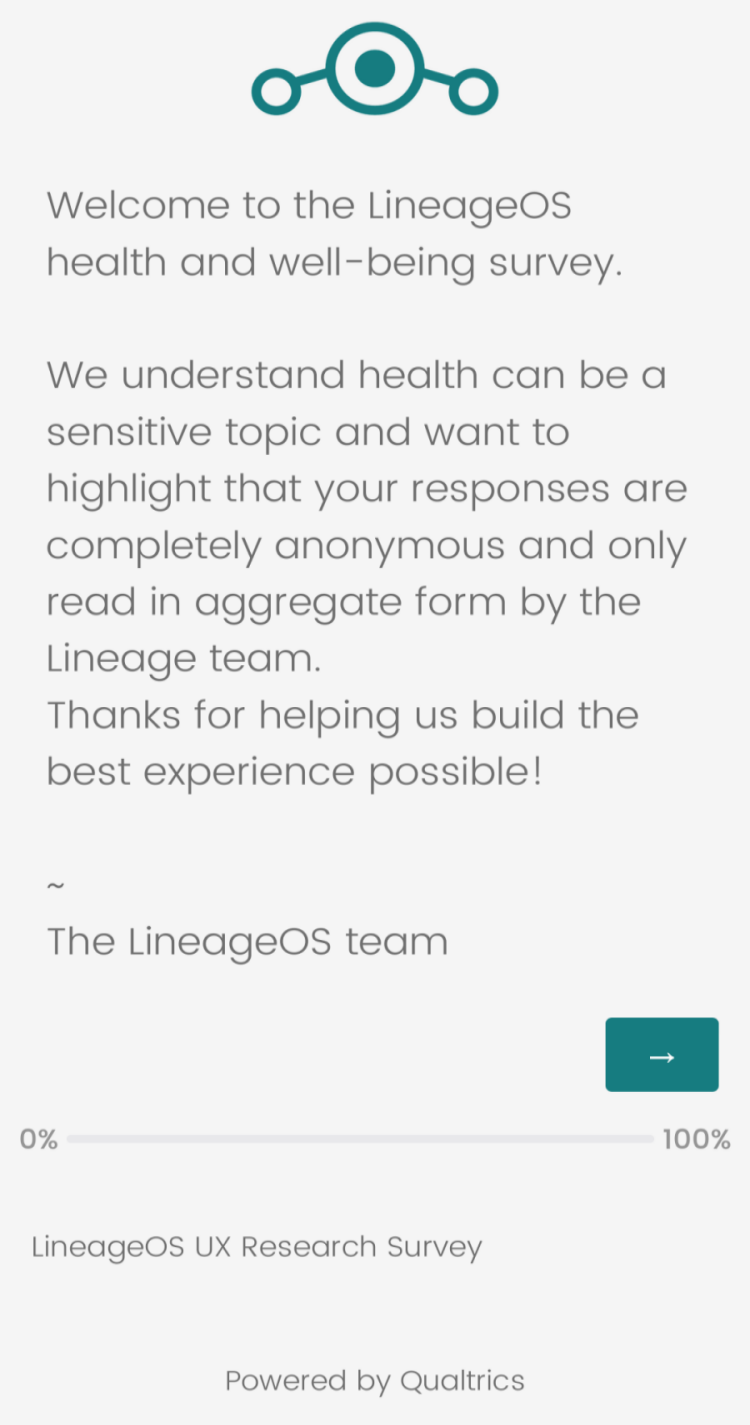 Welcome to the LineageOS
health and well-being survey.
We understand health can be a
sensitive topic and want to
highlight that your responses are
completely anonymous and only
read in aggregate form by the
Lineage team.
Thanks for helping us build the
best experience possible!
~
The LineageOS team
→
0% 100%
LineageOS UX Research Survey
Powered by Qualtrics